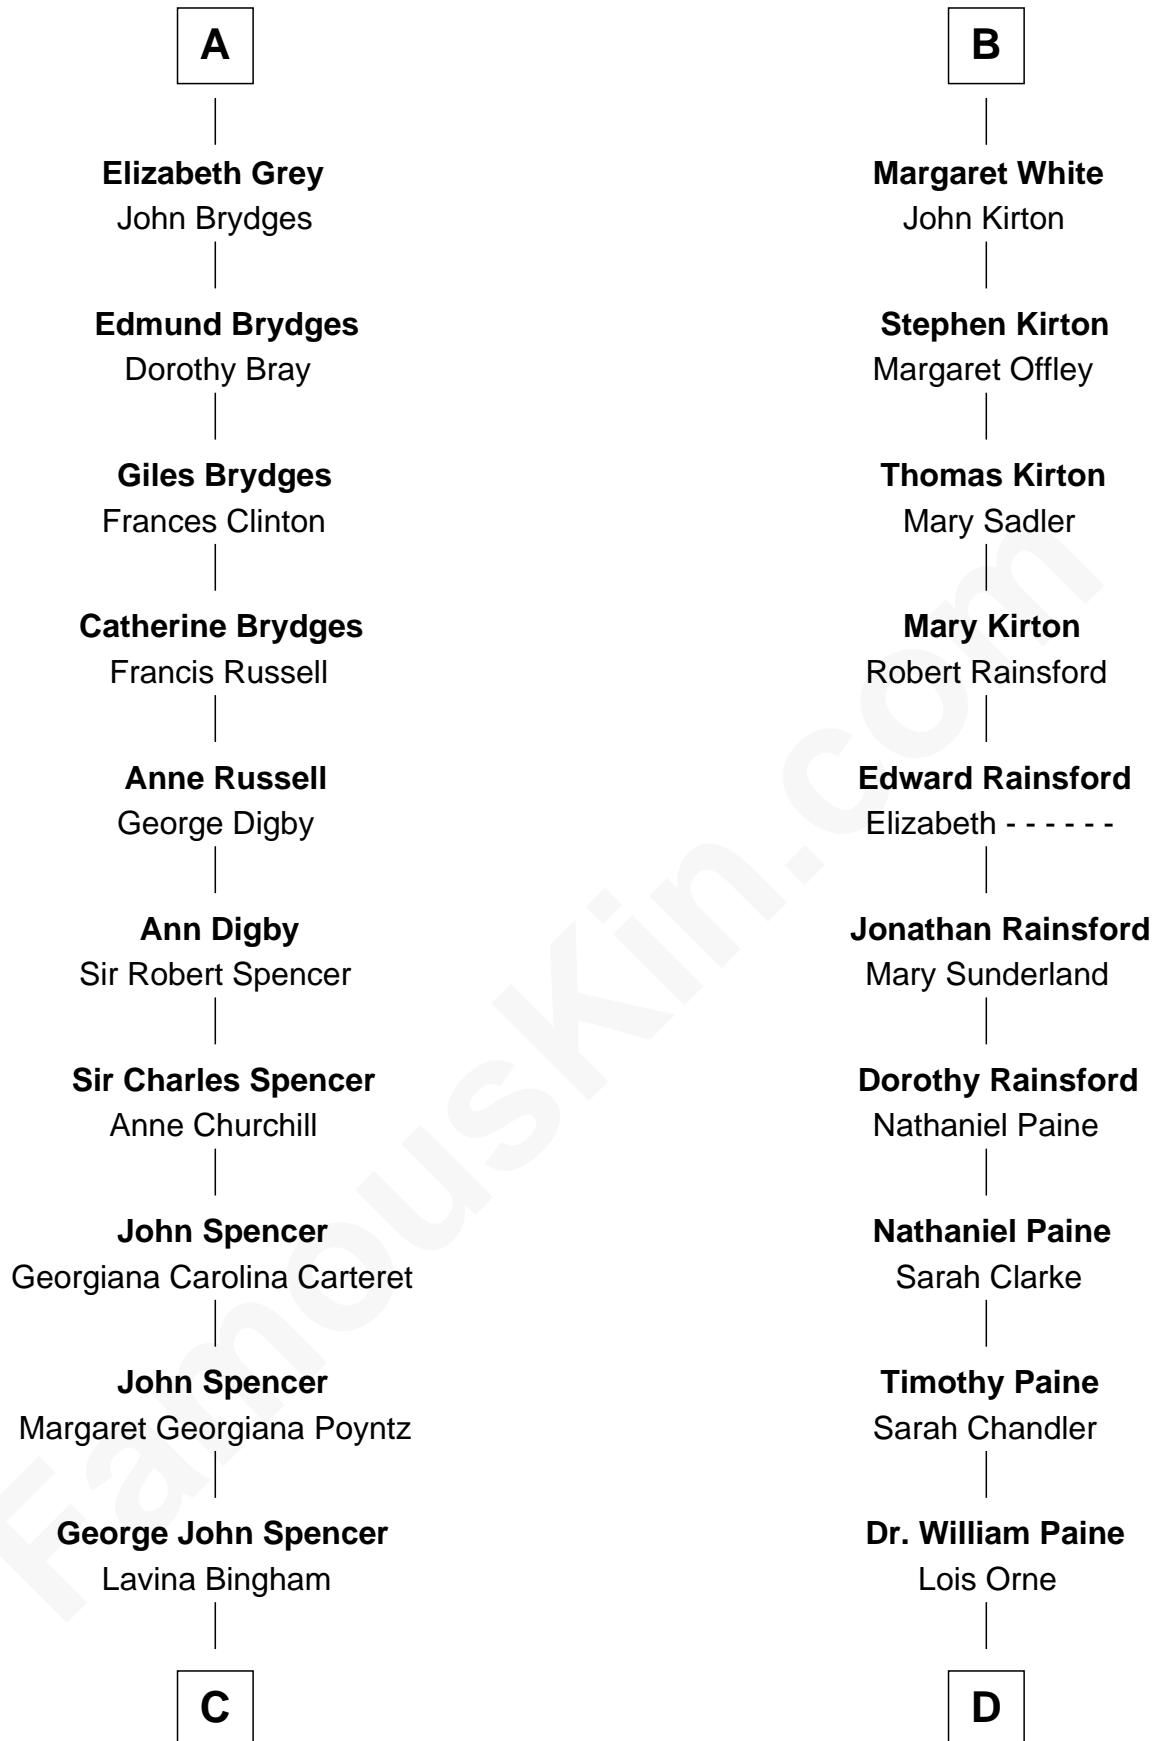 A
Elizabeth Grey
John Brydges
Edmund Brydges
Dorothy Bray
Giles Brydges
Frances Clinton
Catherine Brydges
Francis Russell
Anne Russell
George Digby
Ann Digby
Sir Robert Spencer
Sir Charles Spencer
Anne Churchill
John Spencer
Georgiana Carolina Carteret
John Spencer
Margaret Georgiana Poyntz
George John Spencer
Lavina Bingham
C
B
Margaret White
John Kirton
Stephen Kirton
Margaret Offley
Thomas Kirton
Mary Sadler
Mary Kirton
Robert Rainsford
Edward Rainsford
Elizabeth - - - - - -
Jonathan Rainsford
Mary Sunderland
Dorothy Rainsford
Nathaniel Paine
Nathaniel Paine
Sarah Clarke
Timothy Paine
Sarah Chandler
Dr. William Paine
Lois Orne
D
FamousKin.com